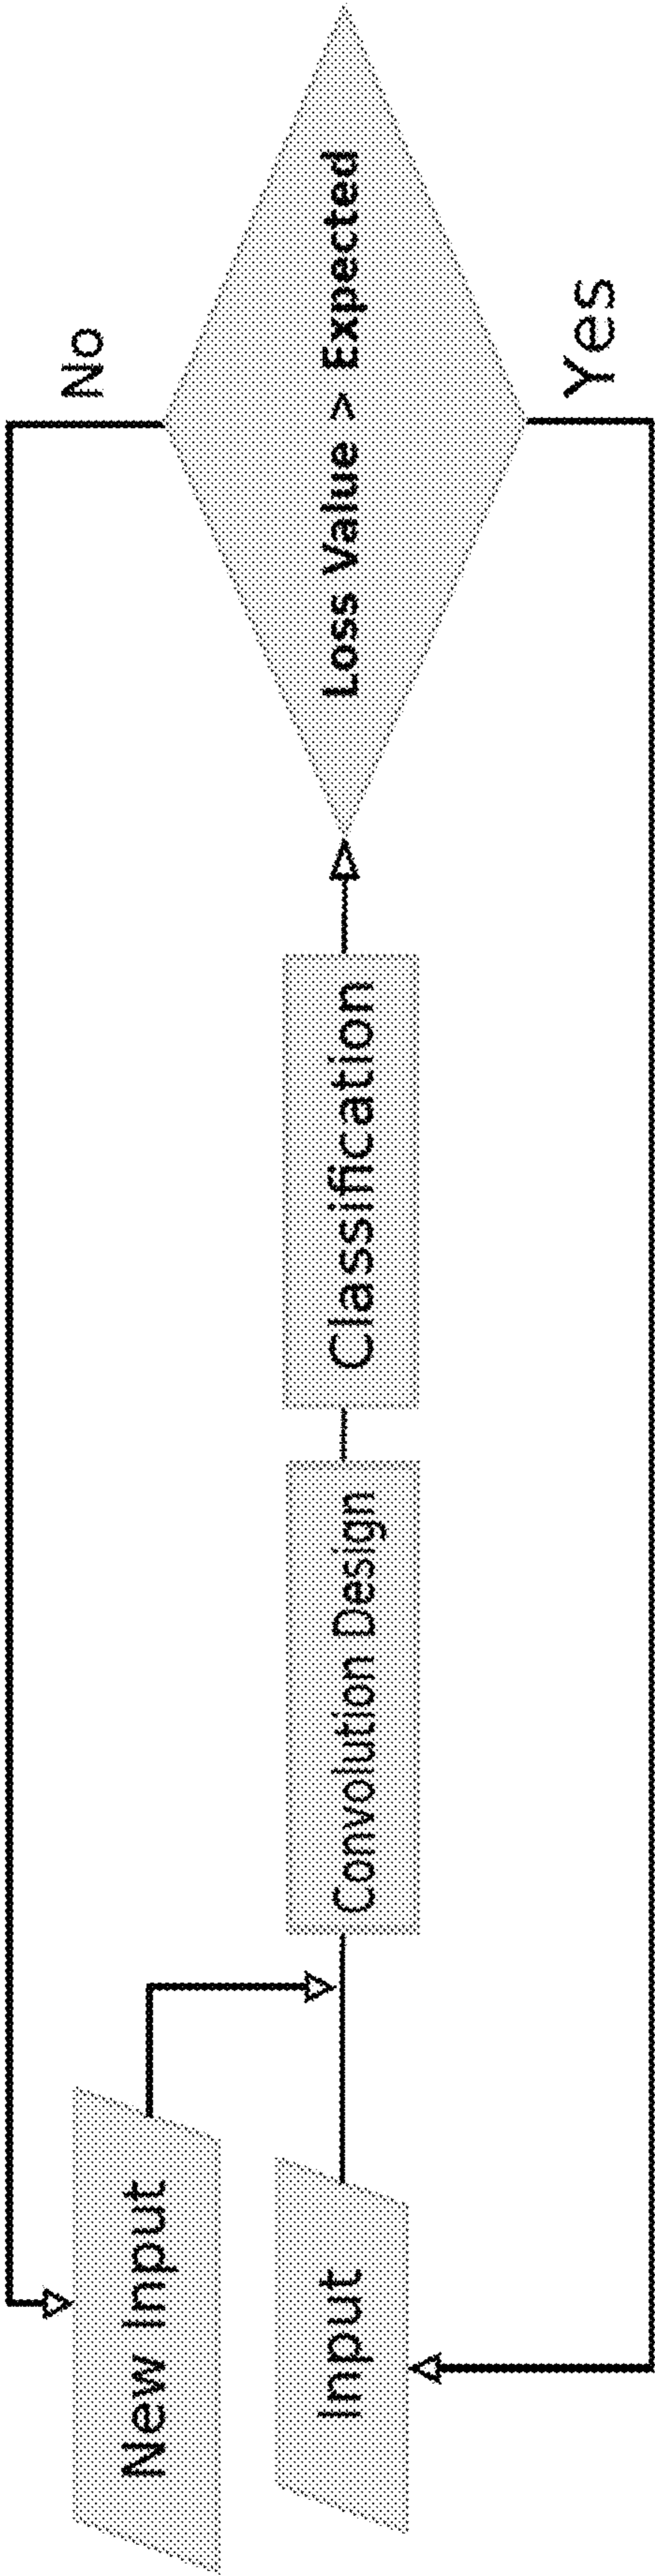 No
New Input
Input
Convolution Design
Classification
Loss Value > Expected
Yes